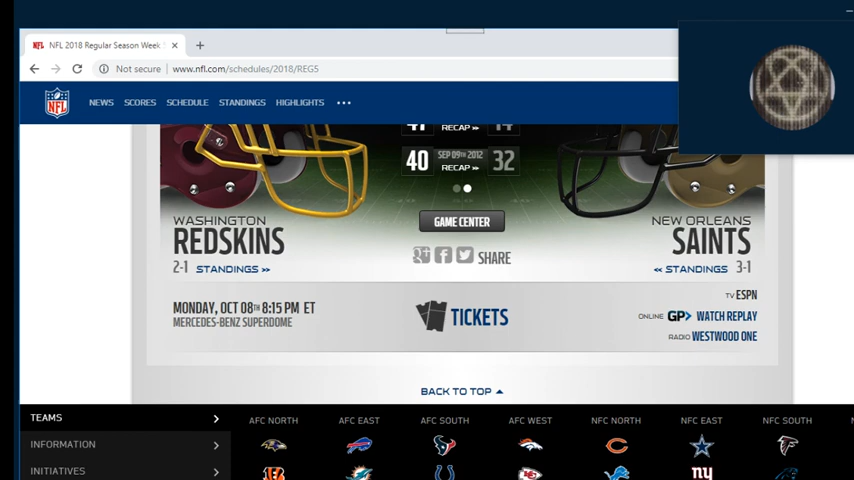 NFL 2018 Regular Season Week
Not secure | www.nfl.com/schedules/2018/REG5
NFL NEWS SCORES SCHEDULE STANDINGS HIGHLIGHTS
RECAP >>
40 SEP 09TH 2012 32
RECAP >>
GAME CENTER
WASHINGTON NEW ORLEANS
REDSKINS SAINTS
2-1 STANDINGS >> SHARE << STANDINGS 3-1
MONDAY, OCT 08TH 8:15 PM ET
MERCEDES-BENZ SUPERDOME
TICKETS
TV ESPN
ONLINE GP> WATCH REPLAY
RADIO WESTWOOD ONE
BACK TO TOP
TEAMS
INFORMATION
INITIATIVES
AFC NORTH AFC EAST AFC SOUTH AFC WEST NFC NORTH NFC EAST NFC SOUTH
ny